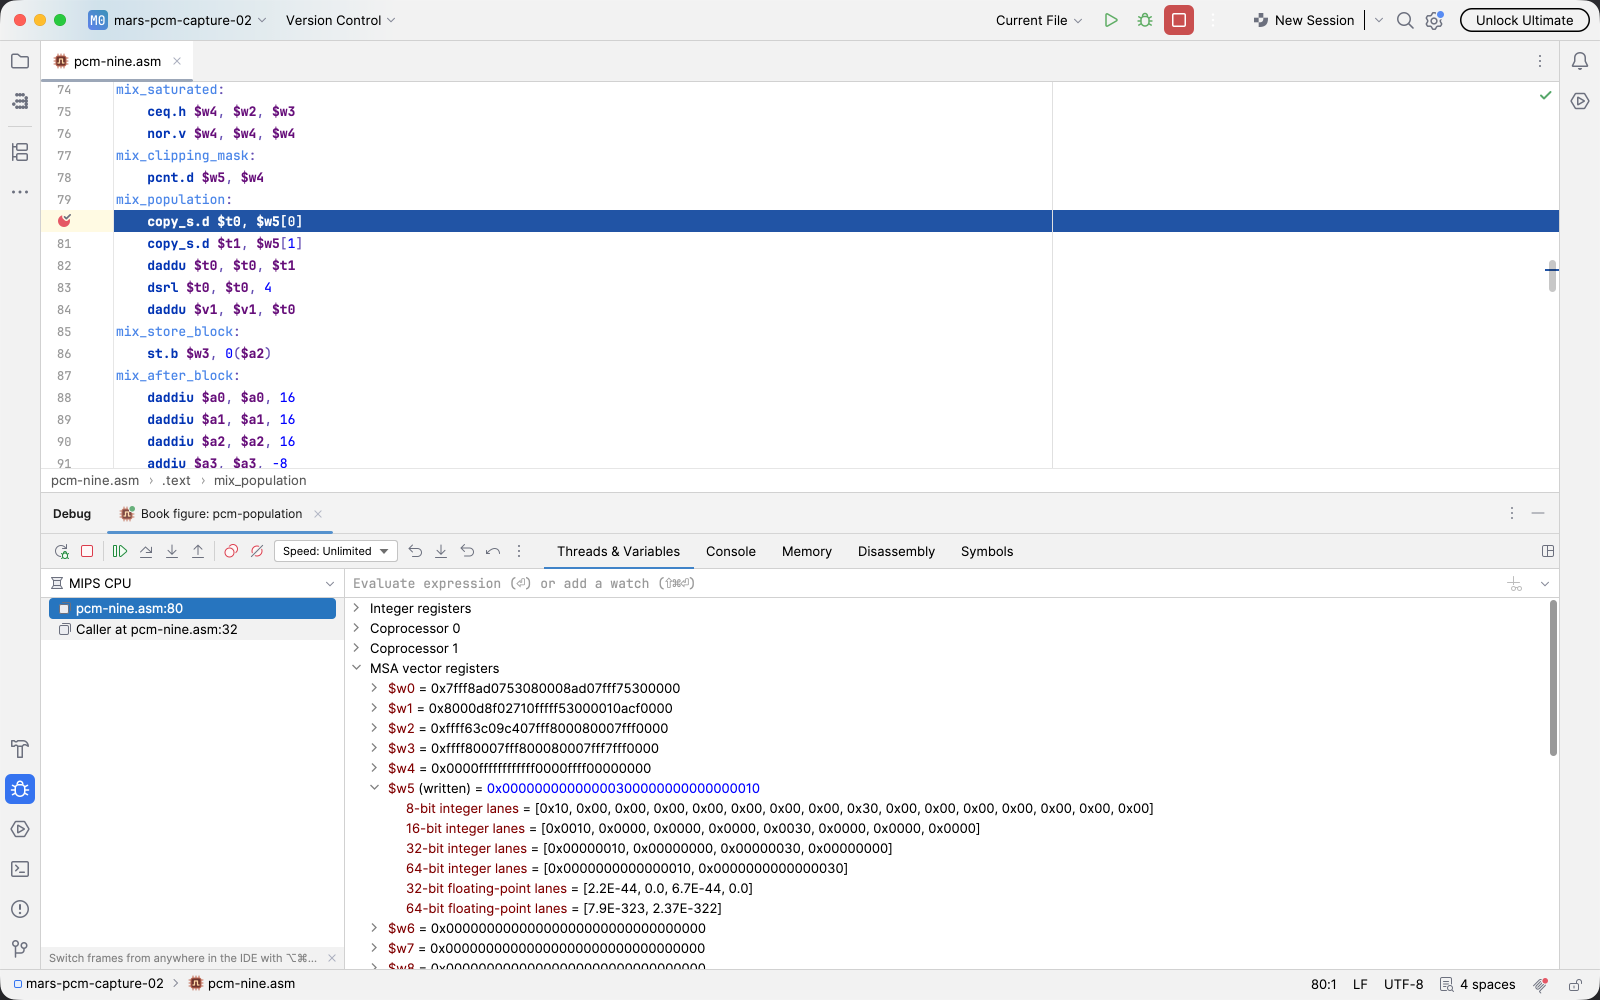 M0 mars-pcm-capture-02 Version Control Current File New Session Unlock Ultimate
pcm-nine.asm
74 mix_saturated:
75 ceq.h $w4, $w2, $w3
76 nor.v $w4, $w4, $w4
77 mix_clipping_mask:
78 pcnt.d $w5, $w4
79 mix_population:
copy_s.d $t0, $w5[0]
81 copy_s.d $t1, $w5[1]
82 daddu $t0, $t0, $t1
83 dsrl $t0, $t0, 4
84 daddu $v1, $v1, $t0
85 mix_store_block:
86 st.b $w3, 0($a2)
87 mix_after_block:
88 daddiu $a0, $a0, 16
89 daddiu $a1, $a1, 16
90 daddiu $a2, $a2, 16
91 addiu $a3, $a3, -8
pcm-nine.asm › .text › mix_population
Debug Book figure: pcm-population
Speed: Unlimited Threads & Variables Console Memory Disassembly Symbols
MIPS CPU
Evaluate expression (⏎) or add a watch (⇧⌘⏎)
pcm-nine.asm:80
Caller at pcm-nine.asm:32
Integer registers
Coprocessor 0
Coprocessor 1
MSA vector registers
$w0 = 0x7fff8ad0753080008ad07fff75300000
$w1 = 0x8000d8f02710fffff53000010acf0000
$w2 = 0xffff63c09c407fff800080007fff0000
$w3 = 0xffff80007fff800080007fff7fff0000
$w4 = 0x0000ffffffffffff0000ffff00000000
$w5 (written) = 0x00000000000000300000000000000010
8-bit integer lanes = [0x10, 0x00, 0x00, 0x00, 0x00, 0x00, 0x00, 0x00, 0x30, 0x00, 0x00, 0x00, 0x00, 0x00, 0x00, 0x00]
16-bit integer lanes = [0x0010, 0x0000, 0x0000, 0x0000, 0x0030, 0x0000, 0x0000, 0x0000]
32-bit integer lanes = [0x00000010, 0x00000000, 0x00000030, 0x00000000]
64-bit integer lanes = [0x0000000000000010, 0x0000000000000030]
32-bit floating-point lanes = [2.2E-44, 0.0, 6.7E-44, 0.0]
64-bit floating-point lanes = [7.9E-323, 2.37E-322]
$w6 = 0x00000000000000000000000000000000
$w7 = 0x00000000000000000000000000000000
$w8 = 0x00000000000000000000000000000000
Switch frames from anywhere in the IDE with ⌥⌘...
mars-pcm-capture-02 › pcm-nine.asm 80:1 LF UTF-8 4 spaces